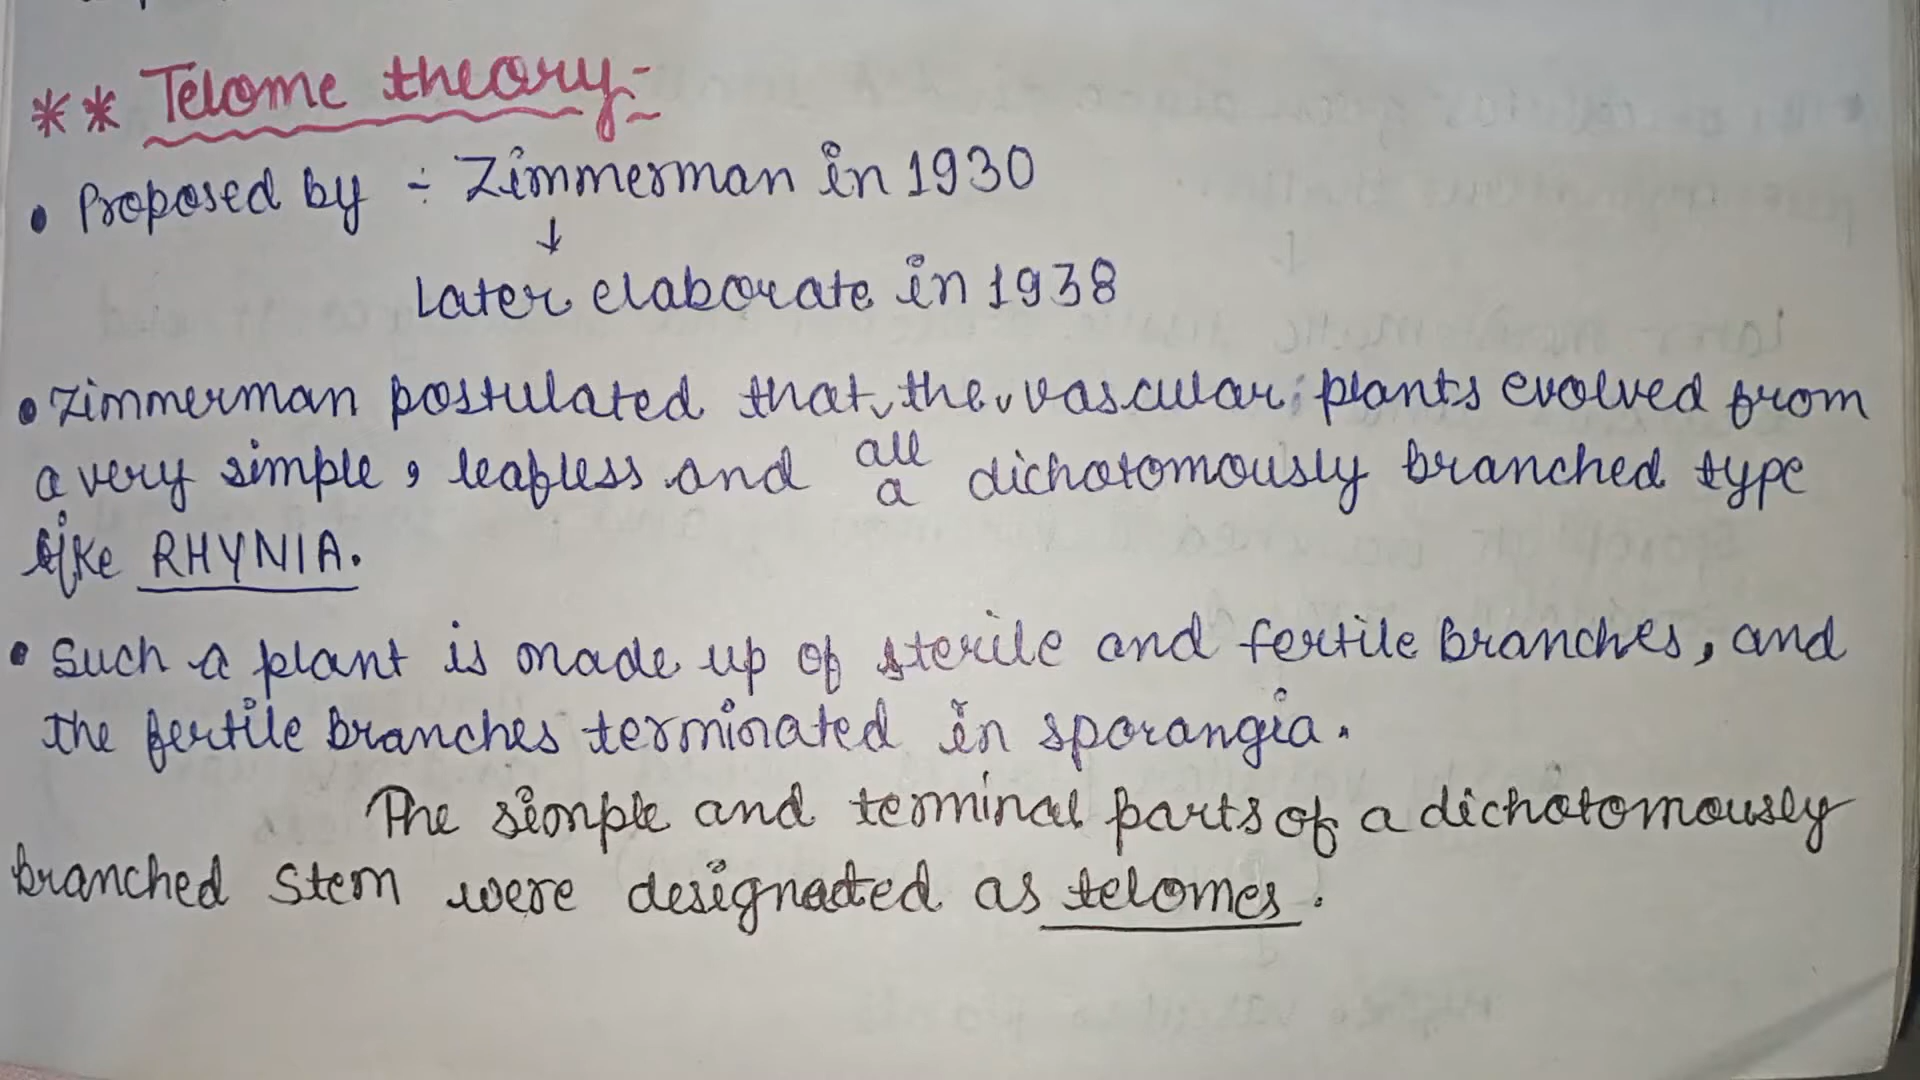 ** Telome theory:-
• Proposed by ÷ Zimmerman in 1930
↓
Later elaborate in 1938
• Zimmerman postulated that, the, vascular plants evolved from
a very simple, leafless and all a dichotomously branched type
like RHYNIA.
• Such a plant is made up of sterile and fertile Branches, and
the fertile Branches terminated in sporangia.
The simple and terminal parts of a dichotomously
branched stem were designated as telomes.